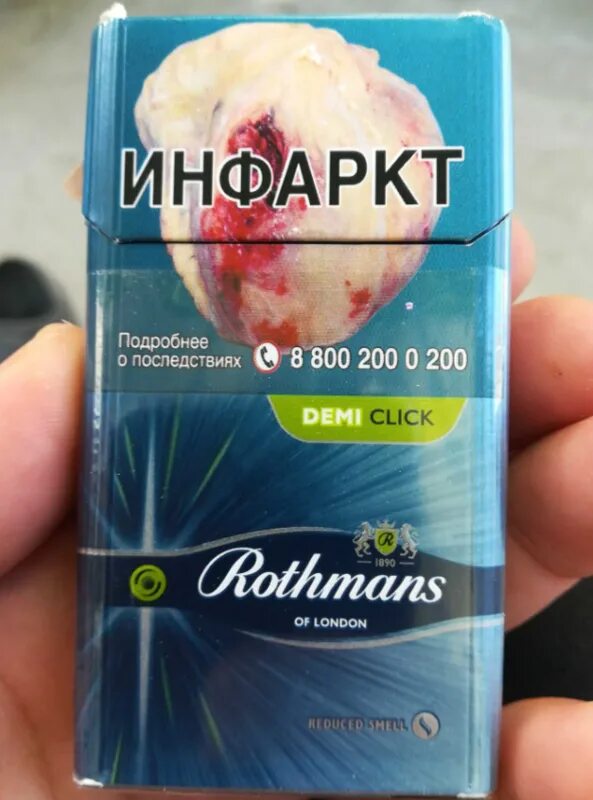 ИНФАРКТ
Подробнее
о последствиях 8 800 200 0 200
DEMI CLICK
R
1890
Rothmans
OF LONDON
REDUCED SMELL